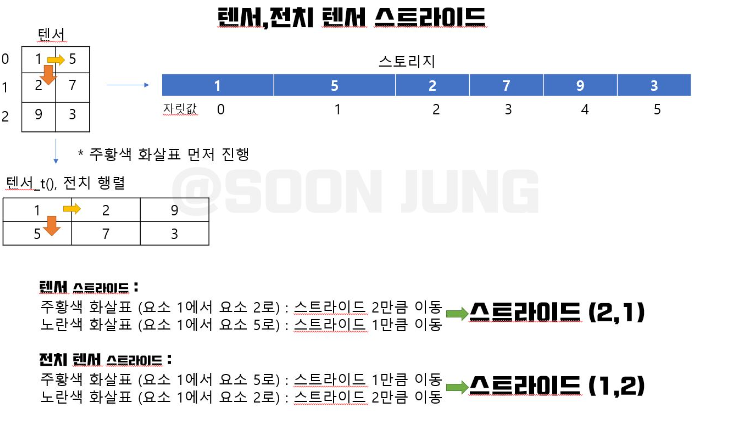 텐서,전치 텐서 스트라이드
텐서
0 1 5
1 2 7
2 9 3
스토리지
1 5 2 7 9 3
자릿값 0 1 2 3 4 5
* 주황색 화살표 먼저 진행
텐서_t(), 전치 행렬
1 2 9
5 7 3
@SOON JUNG
텐서 스트라이드 :
주황색 화살표 (요소 1에서 요소 2로) : 스트라이드 2만큼 이동
노란색 화살표 (요소 1에서 요소 5로) : 스트라이드 1만큼 이동
스트라이드 (2,1)
전치 텐서 스트라이드 :
주황색 화살표 (요소 1에서 요소 5로) : 스트라이드 1만큼 이동
노란색 화살표 (요소 1에서 요소 2로) : 스트라이드 2만큼 이동
스트라이드 (1,2)